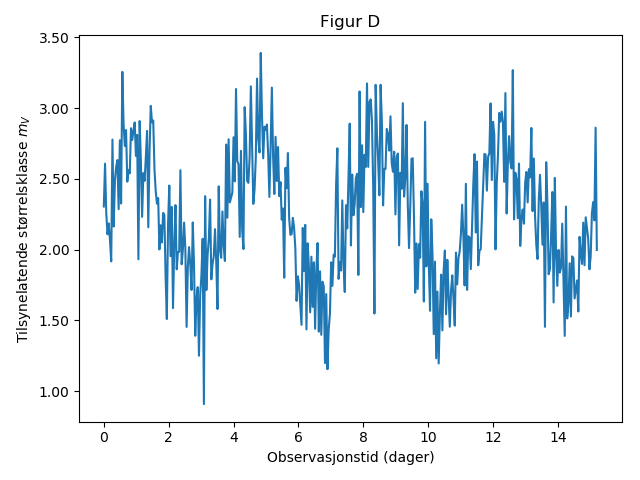 Figur D
Tilsynelatende størrelsklasse m_V
3.50
3.00
2.50
2.00
1.50
1.00
0 2 4 6 8 10 12 14
Observasjonstid (dager)